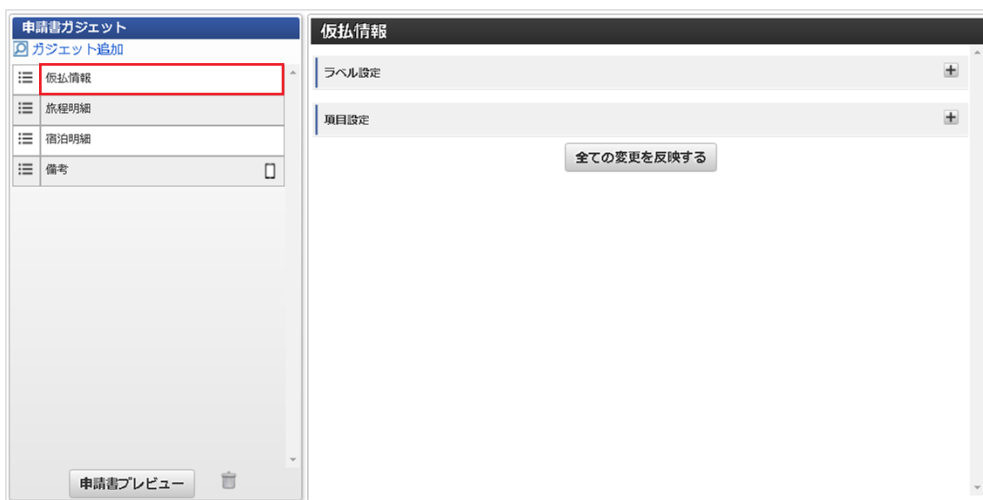 申請書ガジェット
ガジェット追加
仮払情報
旅程明細
宿泊明細
備考
申請書プレビュー
仮払情報
ラベル設定
項目設定
全ての変更を反映する